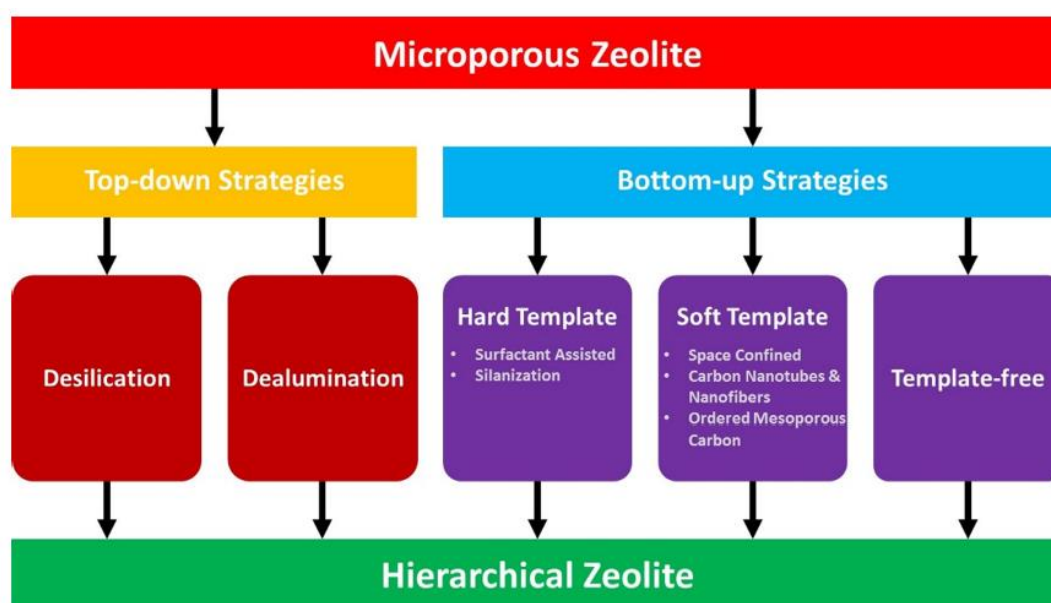 Microporous Zeolite
Top-down Strategies
Bottom-up Strategies
Desilication
Dealumination
Hard Template
• Surfactant Assisted
• Silanization
Soft Template
• Space Confined
• Carbon Nanotubes &
Nanofibers
• Ordered Mesoporous
Carbon
Template-free
Hierarchical Zeolite